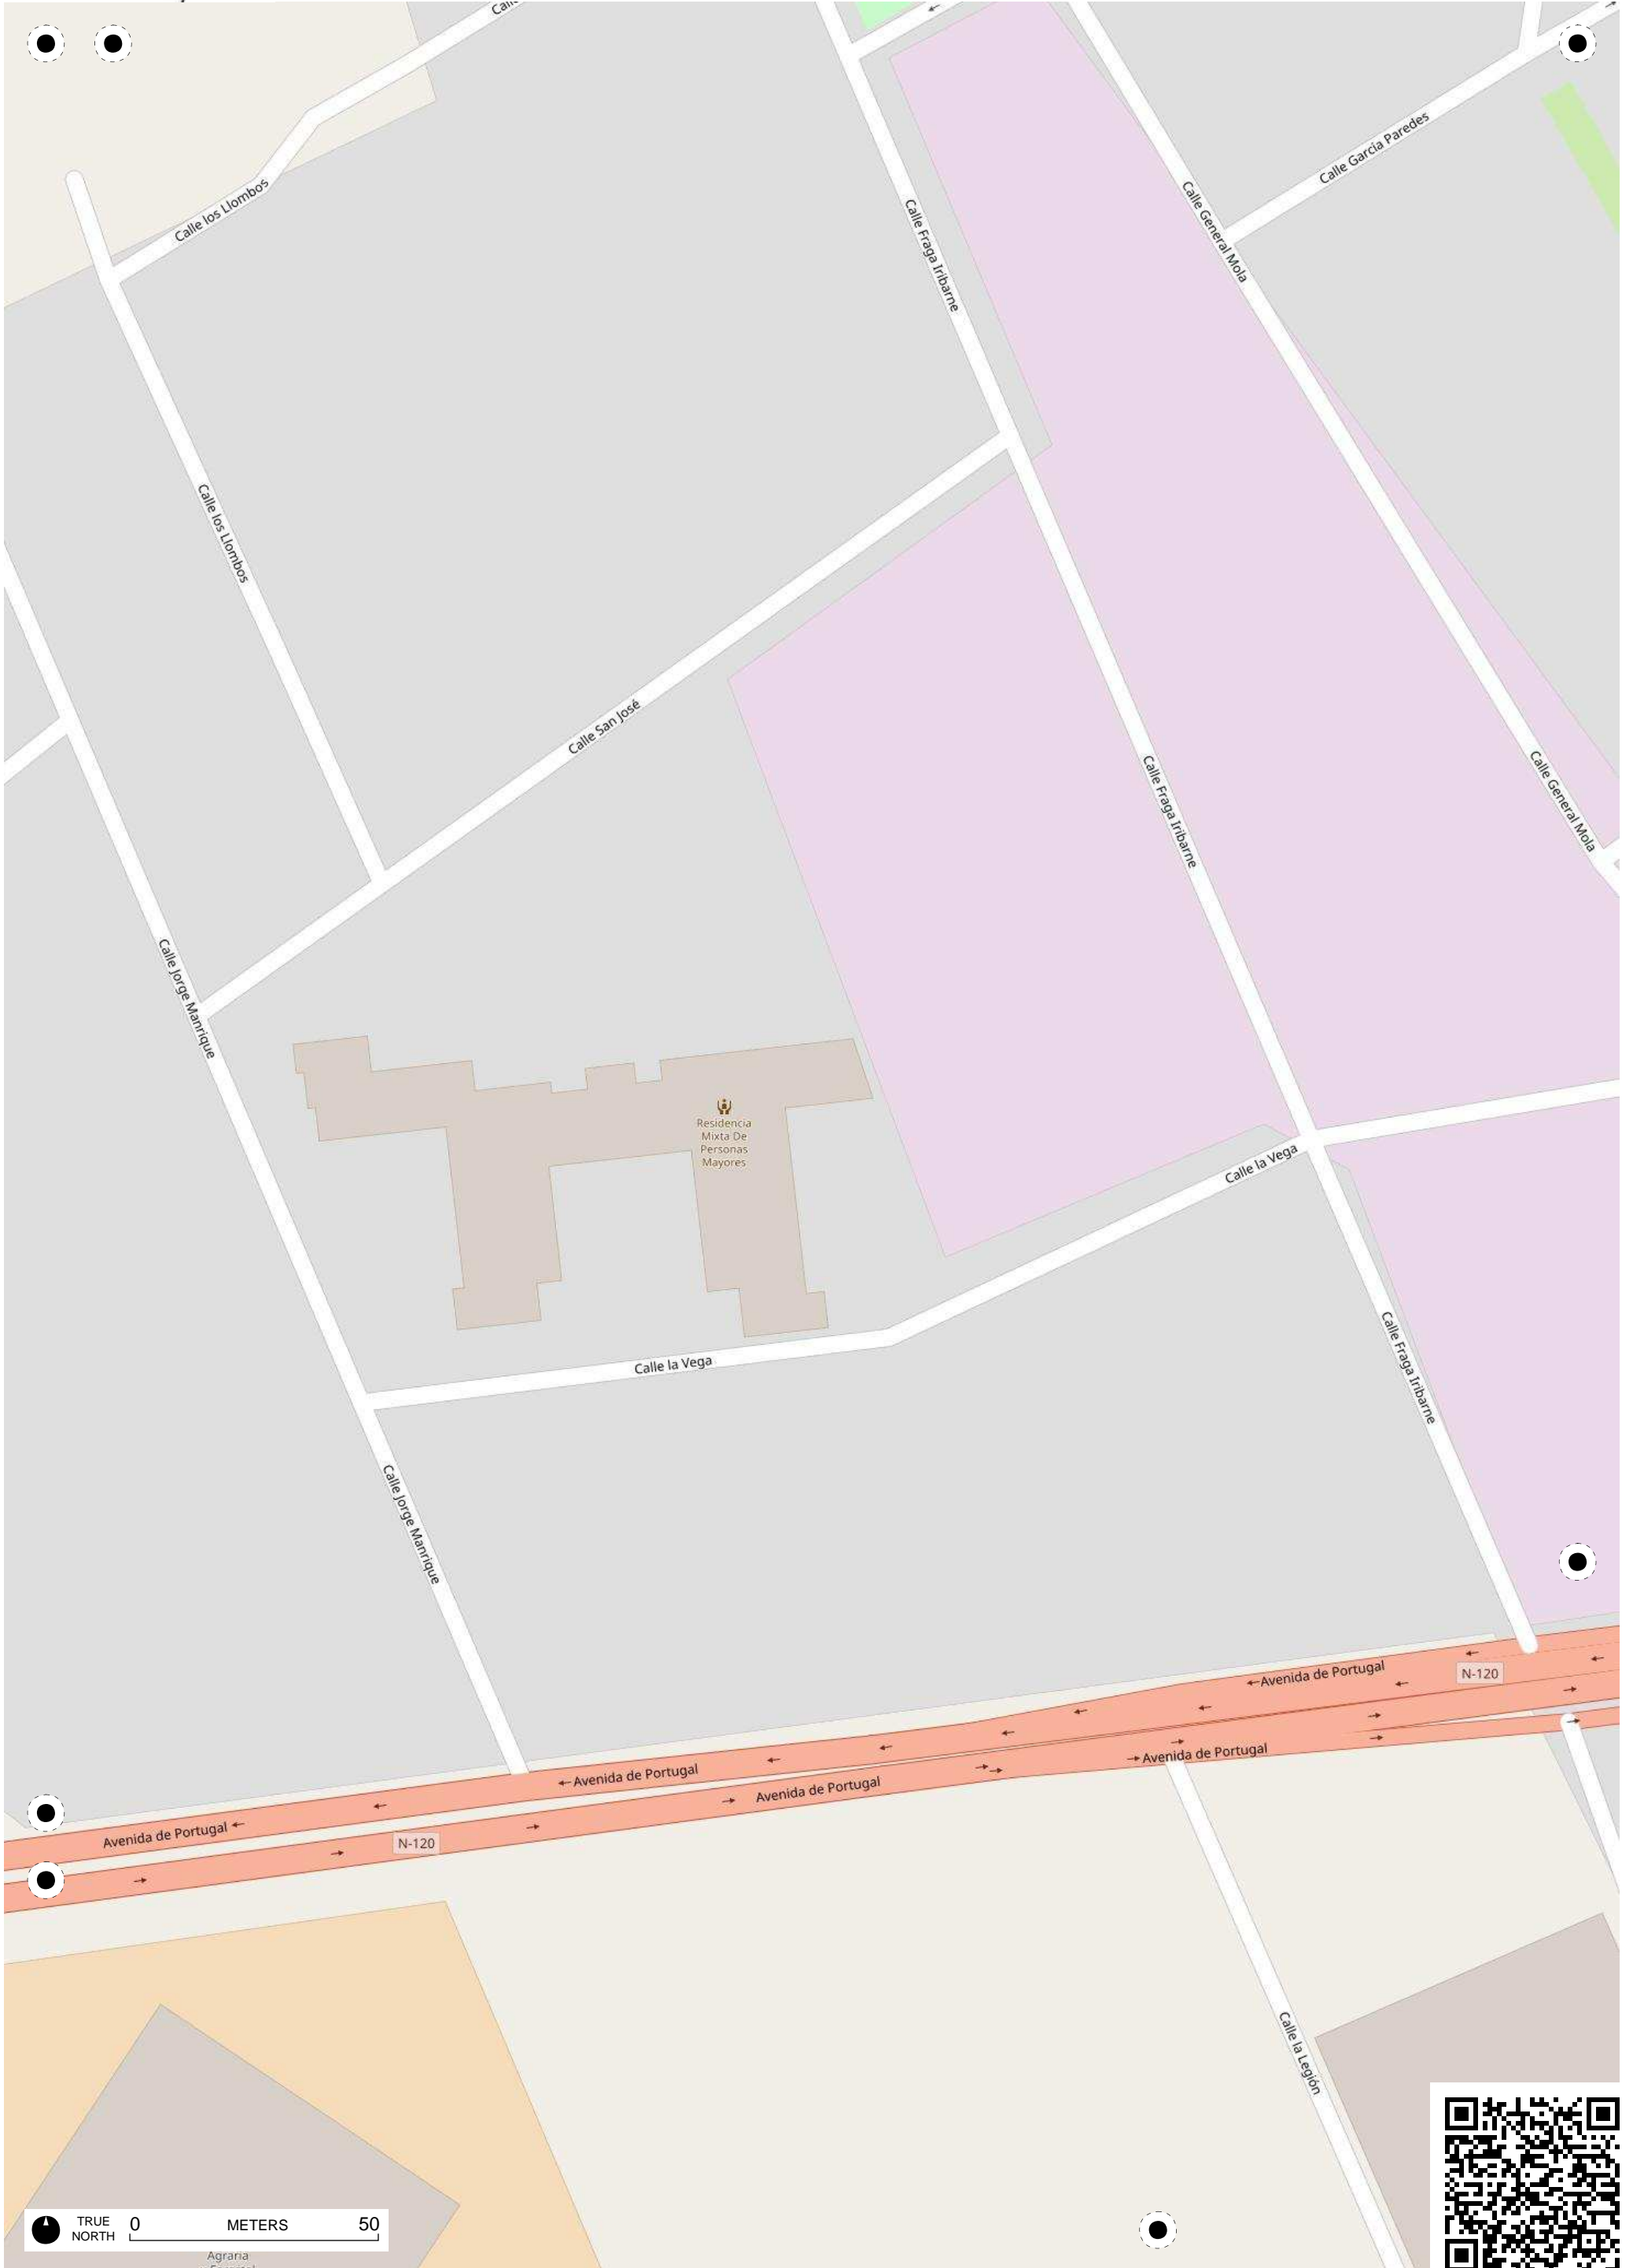 Calle García Paredes
Calle los Llombos
Calle General Mola
Calle Fraga Iribarne
Calle los Llombos
Calle San José
Calle Fraga Iribarne
Calle General Mola
Calle Jorge Manrique
Residencia
Mixta De
Personas
Mayores
Calle la Vega
Calle la Vega
Calle Fraga Iribarne
Calle Jorge Manrique
←Avenida de Portugal
N-120
→Avenida de Portugal
←Avenida de Portugal
Avenida de Portugal
Avenida de Portugal ←
N-120
Calle la Legión
TRUE
NORTH
0 METERS 50
Agraria